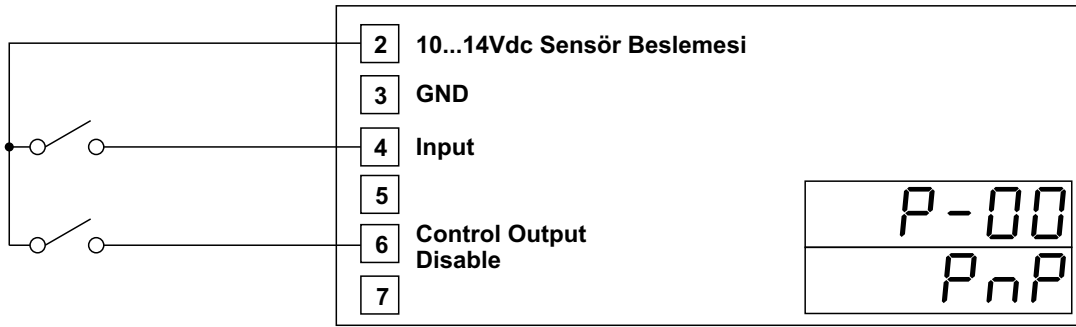 2 10...14Vdc Sensör Beslemesi
3 GND
4 Input
5
6 Control Output
Disable
7
P-00
PnP